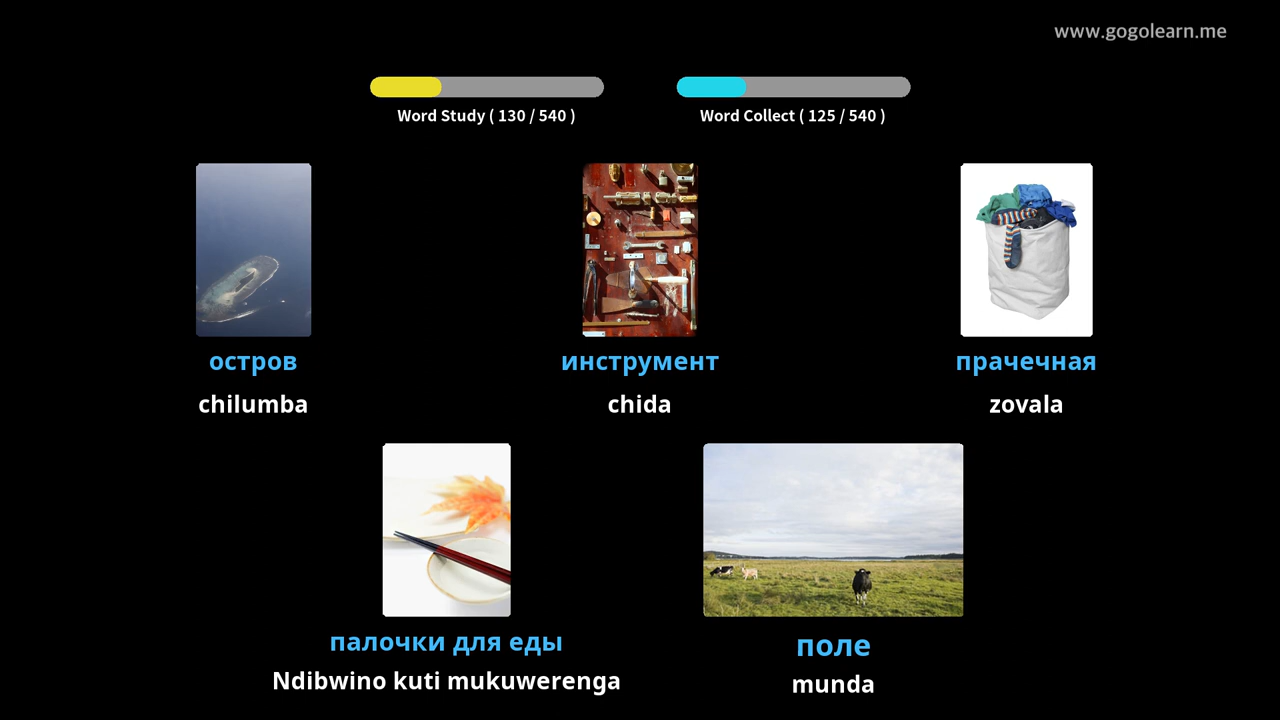 www.gogolearn.me
Word Study ( 130 / 540 )
Word Collect ( 125 / 540 )
остров
инструмент
прачечная
chilumba
chida
zovala
палочки для еды
поле
Ndibwino kuti mukuwerenga
munda